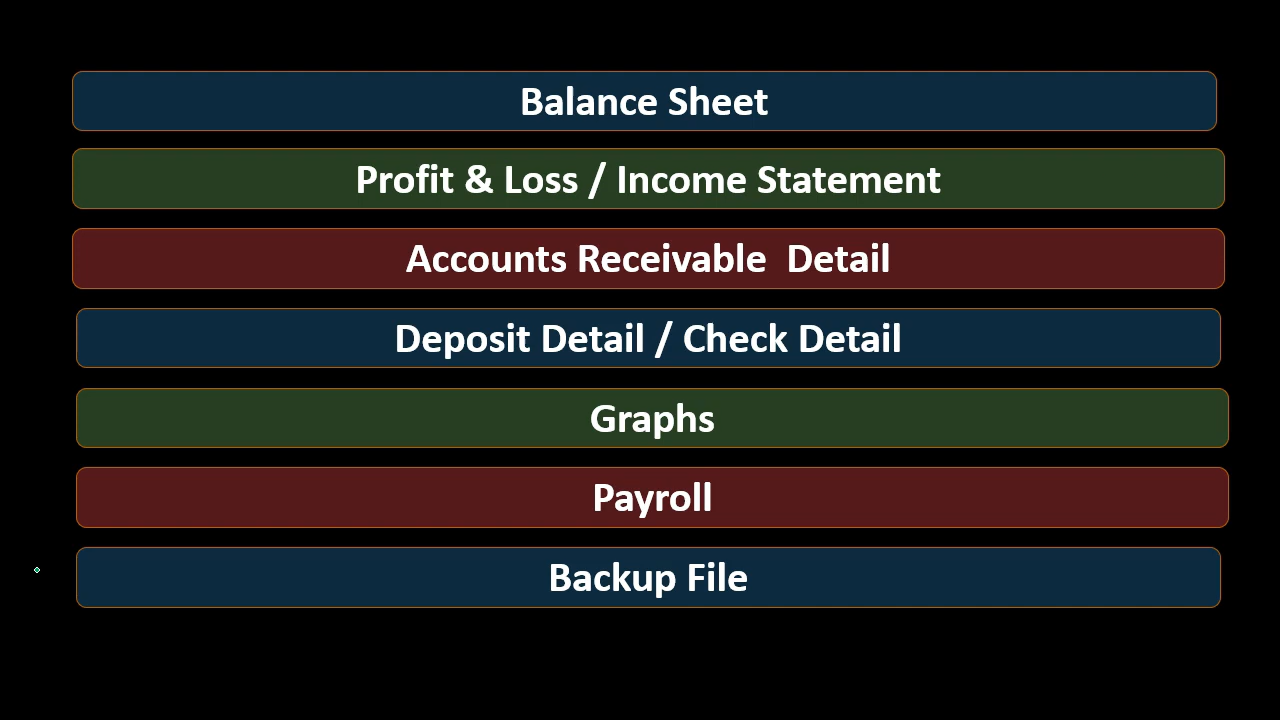 Balance Sheet
Profit & Loss / Income Statement
Accounts Receivable  Detail
Deposit Detail / Check Detail
Graphs
Payroll
Backup File